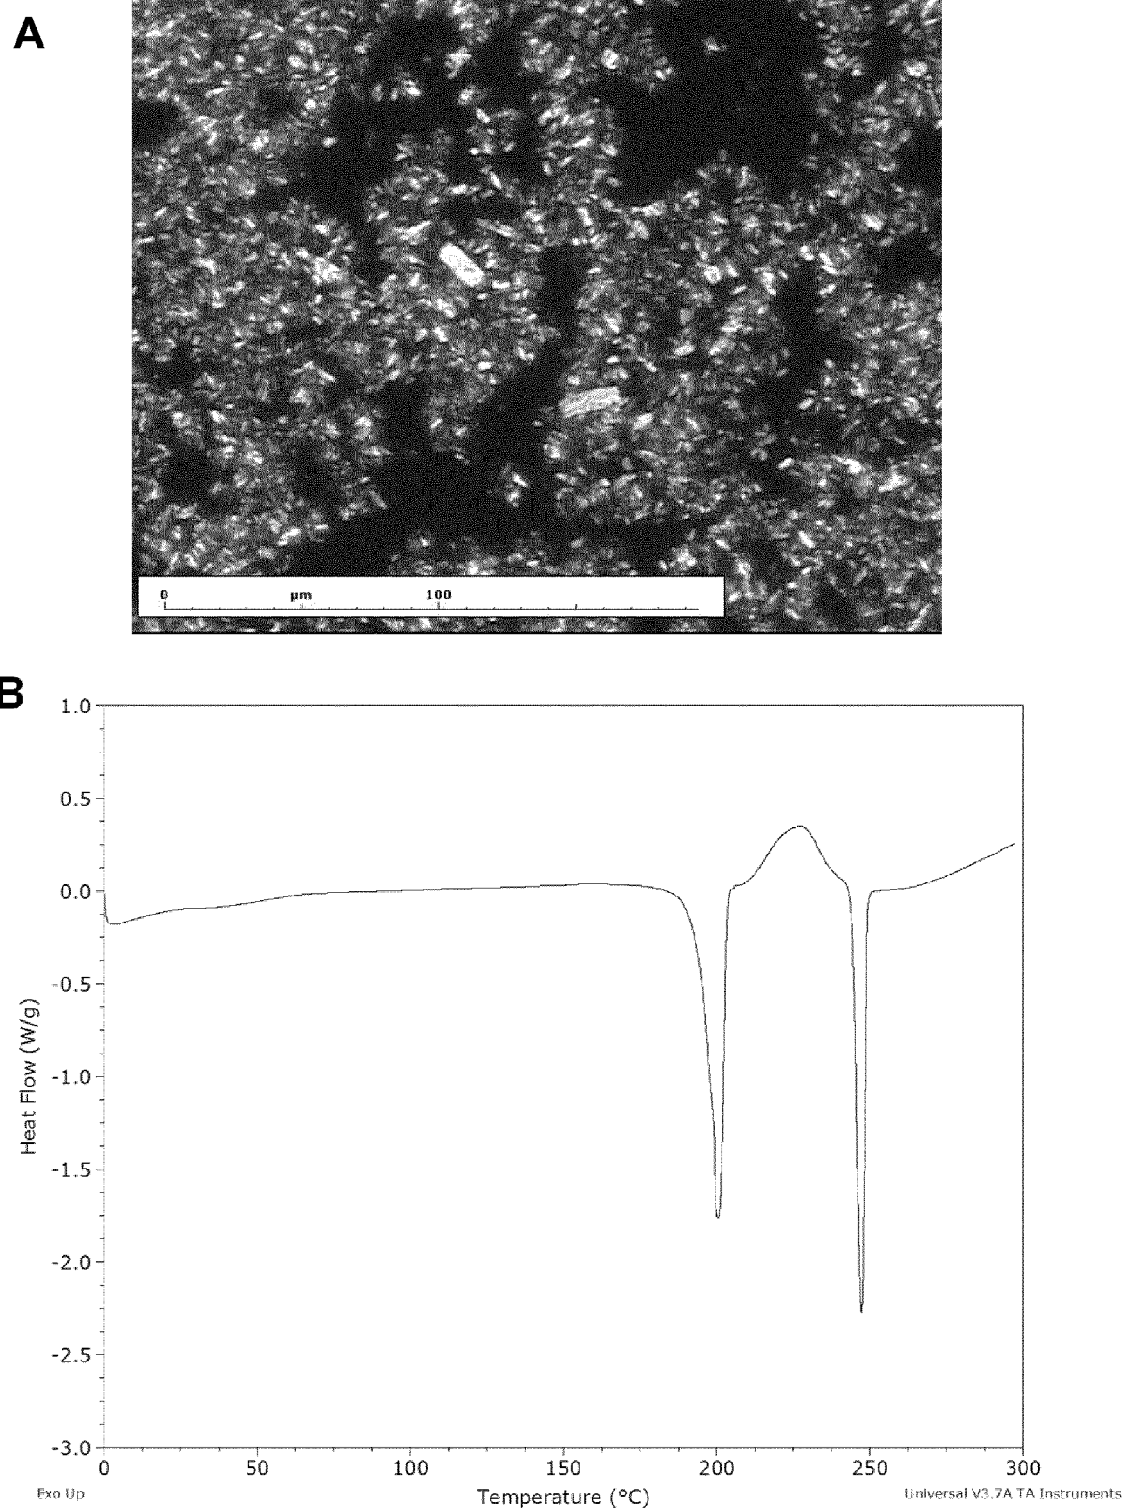 A
0 µm 100
B
1.0
0.5
0.0
-0.5
-1.0
-1.5
-2.0
-2.5
-3.0
Heat Flow (W/g)
0 50 100 150 200 250 300
Exo Up
Temperature (°C)
Universal V3.7A TA Instruments